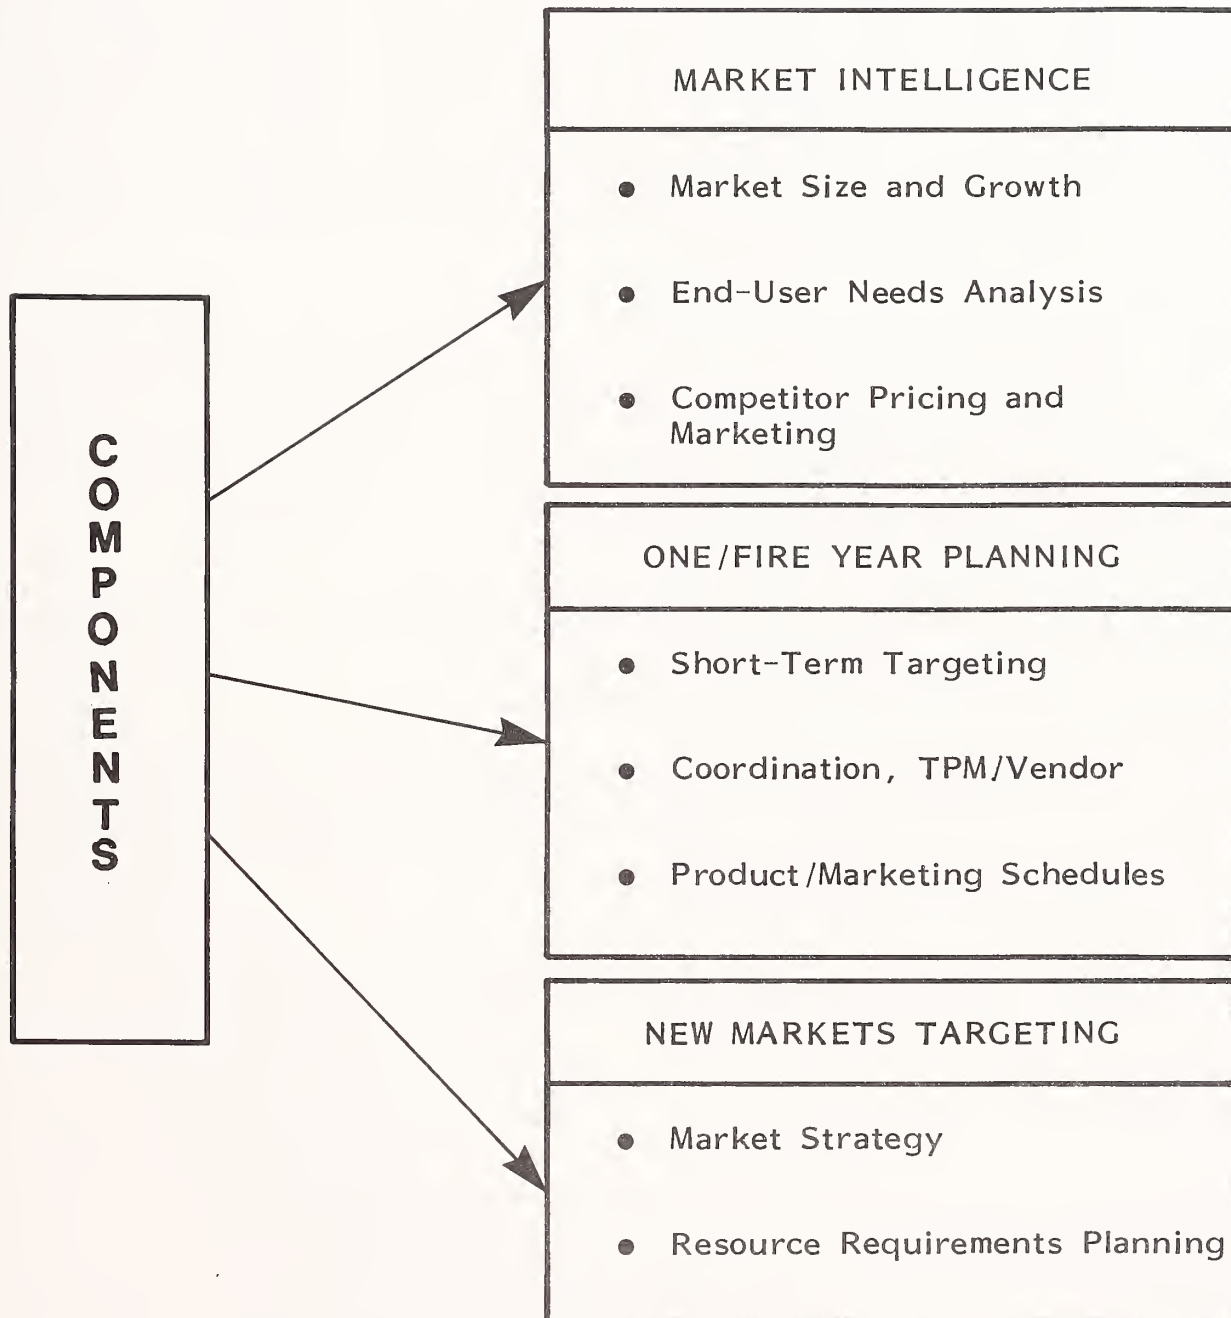 COMPONENTS
MARKET INTELLIGENCE
• Market Size and Growth
• End-User Needs Analysis
• Competitor Pricing and
Marketing
ONE/FIRE YEAR PLANNING
• Short-Term Targeting
• Coordination, TPM/Vendor
• Product/Marketing Schedules
NEW MARKETS TARGETING
• Market Strategy
• Resource Requirements Planning